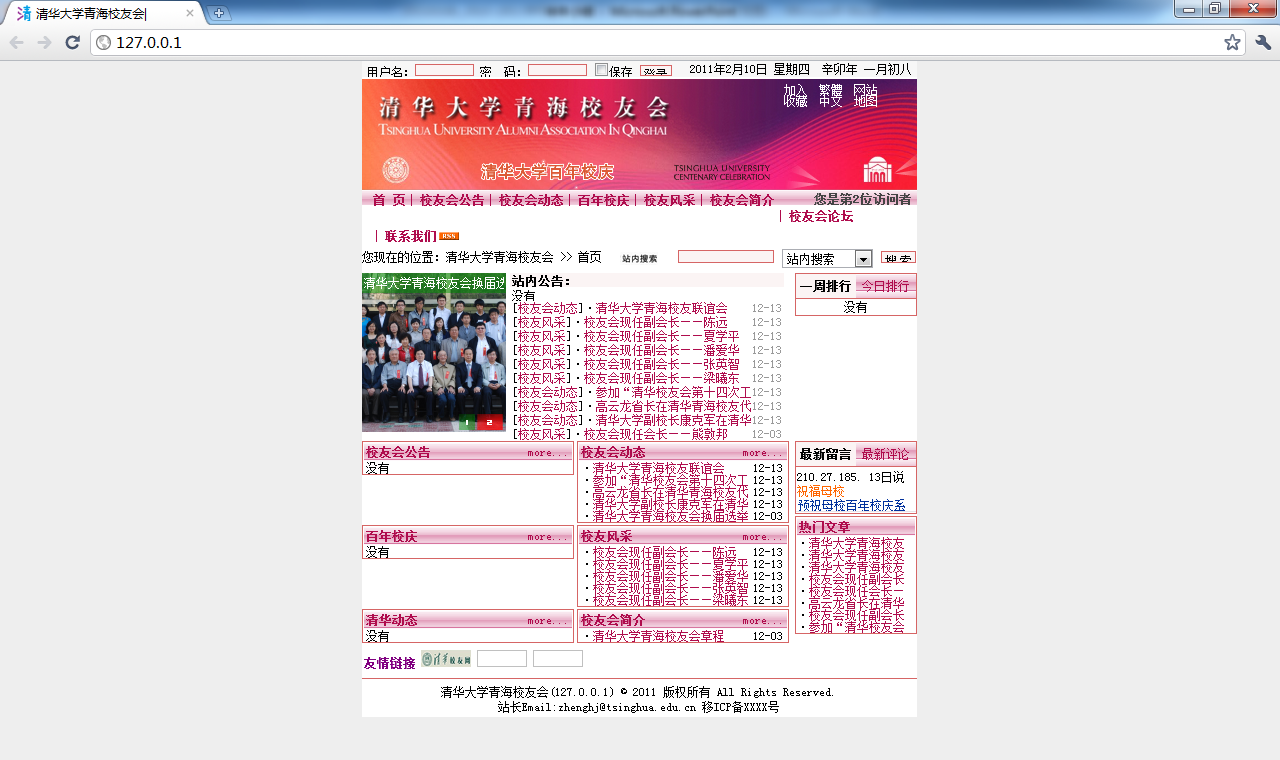 清华大学青海校友会|
127.0.0.1
用户名: 密 码: 保存 登录 2011年2月10日 星期四 辛卯年 一月初八
清华大学青海校友会
TSINGHUA UNIVERSITY ALUMNI ASSOCIATION IN QINGHAI
加入收藏 繁體中文 网站地图
清华大学百年校庆
TSINGHUA UNIVERSITY
CENTENARY CELEBRATION
首 页 | 校友会公告 | 校友会动态 | 百年校庆 | 校友风采 | 校友会简介 您是第2位访问者
| 校友会论坛
| 联系我们 RSS
您现在的位置: 清华大学青海校友会 >> 首页 站内搜索 站内搜索 搜索
清华大学青海校友会换届选
1 2
站内公告:
没有
[校友会动态]·清华大学青海校友联谊会 12-13
[校友风采]·校友会现任副会长——陈远 12-13
[校友风采]·校友会现任副会长——夏学平 12-13
[校友风采]·校友会现任副会长——潘爱华 12-13
[校友风采]·校友会现任副会长——张英智 12-13
[校友风采]·校友会现任副会长——梁曦东 12-13
[校友会动态]·参加“清华校友会第十四次工 12-13
[校友会动态]·高云龙省长在清华青海校友代 12-13
[校友会动态]·清华大学副校长康克军在清华 12-13
[校友风采]·校友会现任会长——熊敦邦 12-03
一周排行 今日排行
没有
校友会公告 more...
没有
校友会动态 more...
·清华大学青海校友联谊会 12-13
·参加“清华校友会第十四次工 12-13
·高云龙省长在清华青海校友代 12-13
·清华大学副校长康克军在清华 12-13
·清华大学青海校友会换届选举 12-03
最新留言 最新评论
210.27.185. 13日说
祝福母校
预祝母校百年校庆系
百年校庆 more...
没有
校友风采 more...
·校友会现任副会长——陈远 12-13
·校友会现任副会长——夏学平 12-13
·校友会现任副会长——潘爱华 12-13
·校友会现任副会长——张英智 12-13
·校友会现任副会长——梁曦东 12-13
热门文章
·清华大学青海校友
·清华大学青海校友
·清华大学青海校友
·校友会现任副会长
·校友会现任会长—
·高云龙省长在清华
·校友会现任副会长
·参加“清华校友会
清华动态 more...
没有
校友会简介 more...
·清华大学青海校友会章程 12-03
友情链接 清华校友网
清华大学青海校友会(127.0.0.1) © 2011 版权所有 All Rights Reserved.
站长Email:zhenghj@tsinghua.edu.cn 移ICP备XXXX号